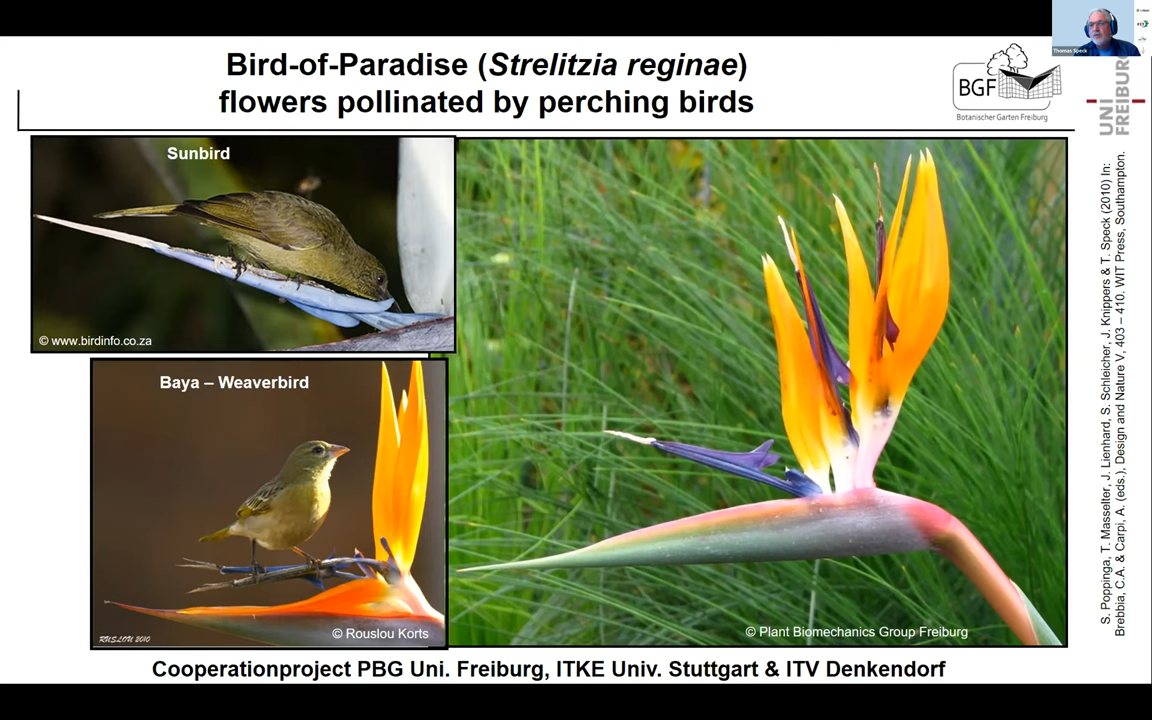 Bird-of-Paradise (Strelitzia reginae)
flowers pollinated by perching birds
Thomas Speck
BGF
Botanischer Garten Freiburg
UNI
FREIBURG
Sunbird
© www.birdinfo.co.za
Baya – Weaverbird
RUSLOU 2010
© Rouslou Korts
© Plant Biomechanics Group Freiburg
S. Poppinga, T. Masselter, J. Lienhard, S. Schleicher, J. Knippers & T. Speck (2010) In:
Brebbia, C.A. & Carpi, A. (eds.), Design and Nature V, 403 – 410. WIT Press, Southampton.
Cooperationproject PBG Uni. Freiburg, ITKE Univ. Stuttgart & ITV Denkendorf